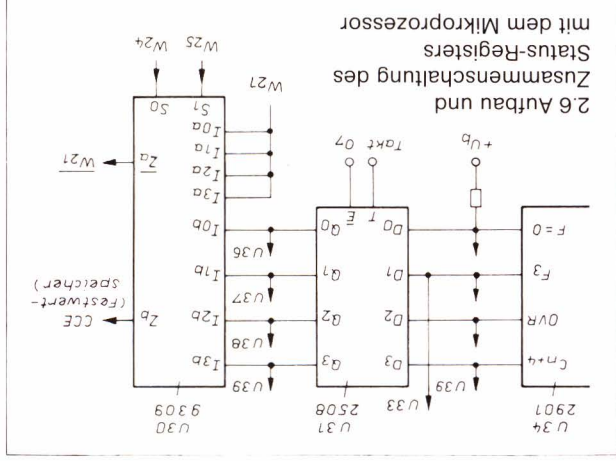 U34
2901
Cn+4
OVR
F3
F=0
U33
U39
+Ub
U31
2508
D3
D2
D1
D0
Q3
Q2
Q1
Q0
T
E̅
Takt
O7
U39
U38
U37
U36
W21
U30
9309
I3b
I2b
I1b
I0b
I3a
I2a
I1a
I0a
S1
S0
Zb
Z̅a̅
CCE
(Festwert-
speicher)
W̅2̅1̅
W25
W24
2.6 Aufbau und
Zusammenschaltung des
Status-Registers
mit dem Mikroprozessor